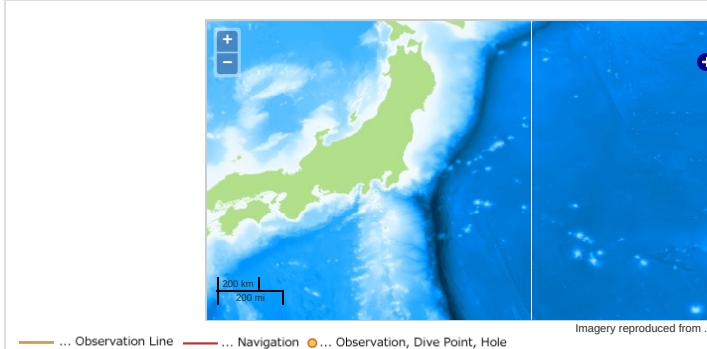 +
−
200 km
200 mi
Imagery reproduced from .
... Observation Line ... Navigation ... Observation, Dive Point, Hole